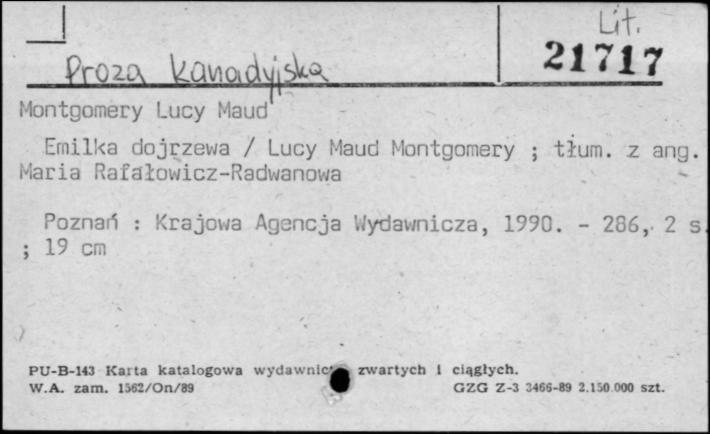 Lit.
21717
Proza kanadyjska
Montgomery Lucy Maud
Emilka dojrzewa / Lucy Maud Montgomery ; tłum. z ang.
Maria Rafałowicz-Radwanowa
Poznań : Krajowa Agencja Wydawnicza, 1990. - 286, 2 s.
; 19 cm
PU-B-143 Karta katalogowa zwartych i ciągłych.
W.A. zam. 1562/On/89 GZG Z-3 3466-89 2.150.000 szt.